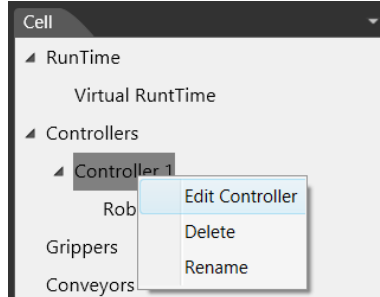 Cell
RunTime
Virtual RuntTime
Controllers
Controller 1
Edit Controller
Rob
Delete
Grippers
Rename
Conveyors